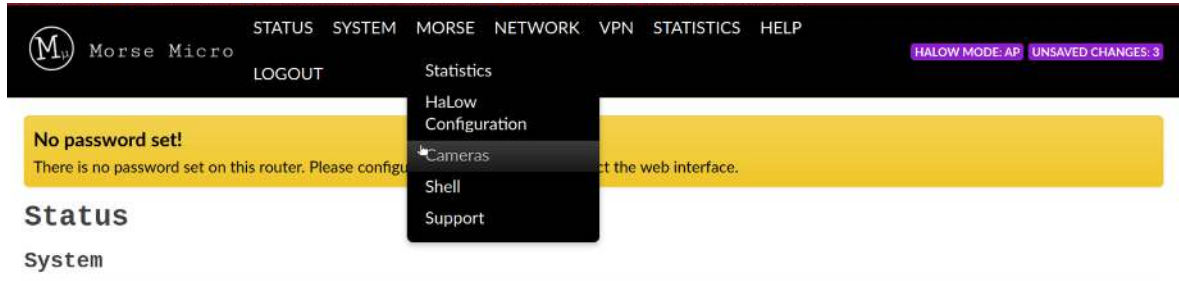 Mμ Morse Micro
STATUS SYSTEM MORSE NETWORK VPN STATISTICS HELP
LOGOUT
HALOW MODE: AP UNSAVED CHANGES: 3
Statistics
HaLow
Configuration
Cameras
Shell
Support
No password set!
There is no password set on this router. Please configu ct the web interface.
Status
System